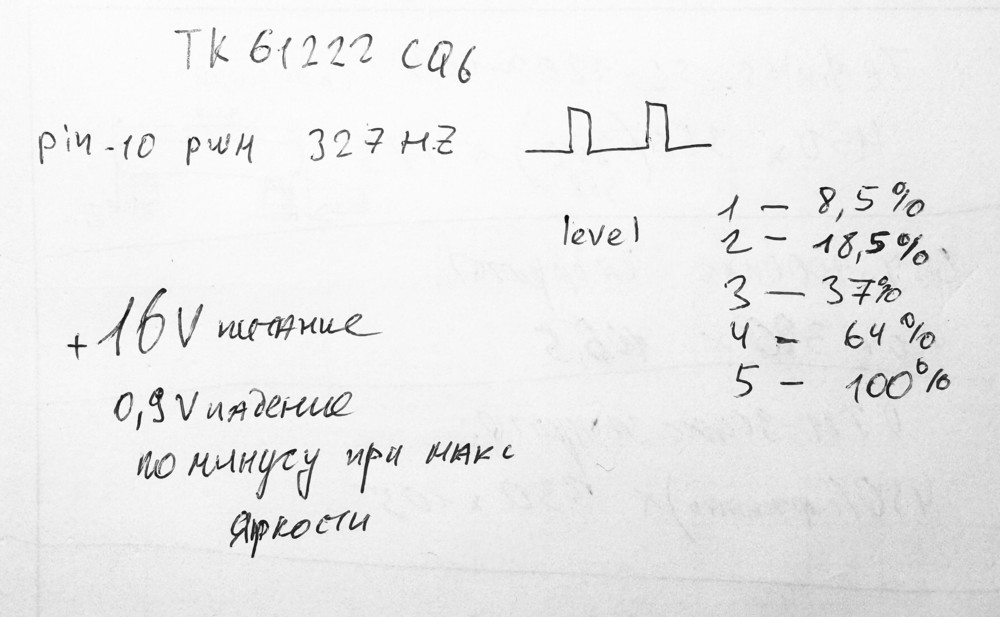 TK 61222 CQ6
pin-10 PWM 327 HZ
level
1 - 8,5%
2 - 18,5%
3 - 37%
4 - 64%
5 - 100%
+16V питание
0,9V падение
по минусу при макс
яркости